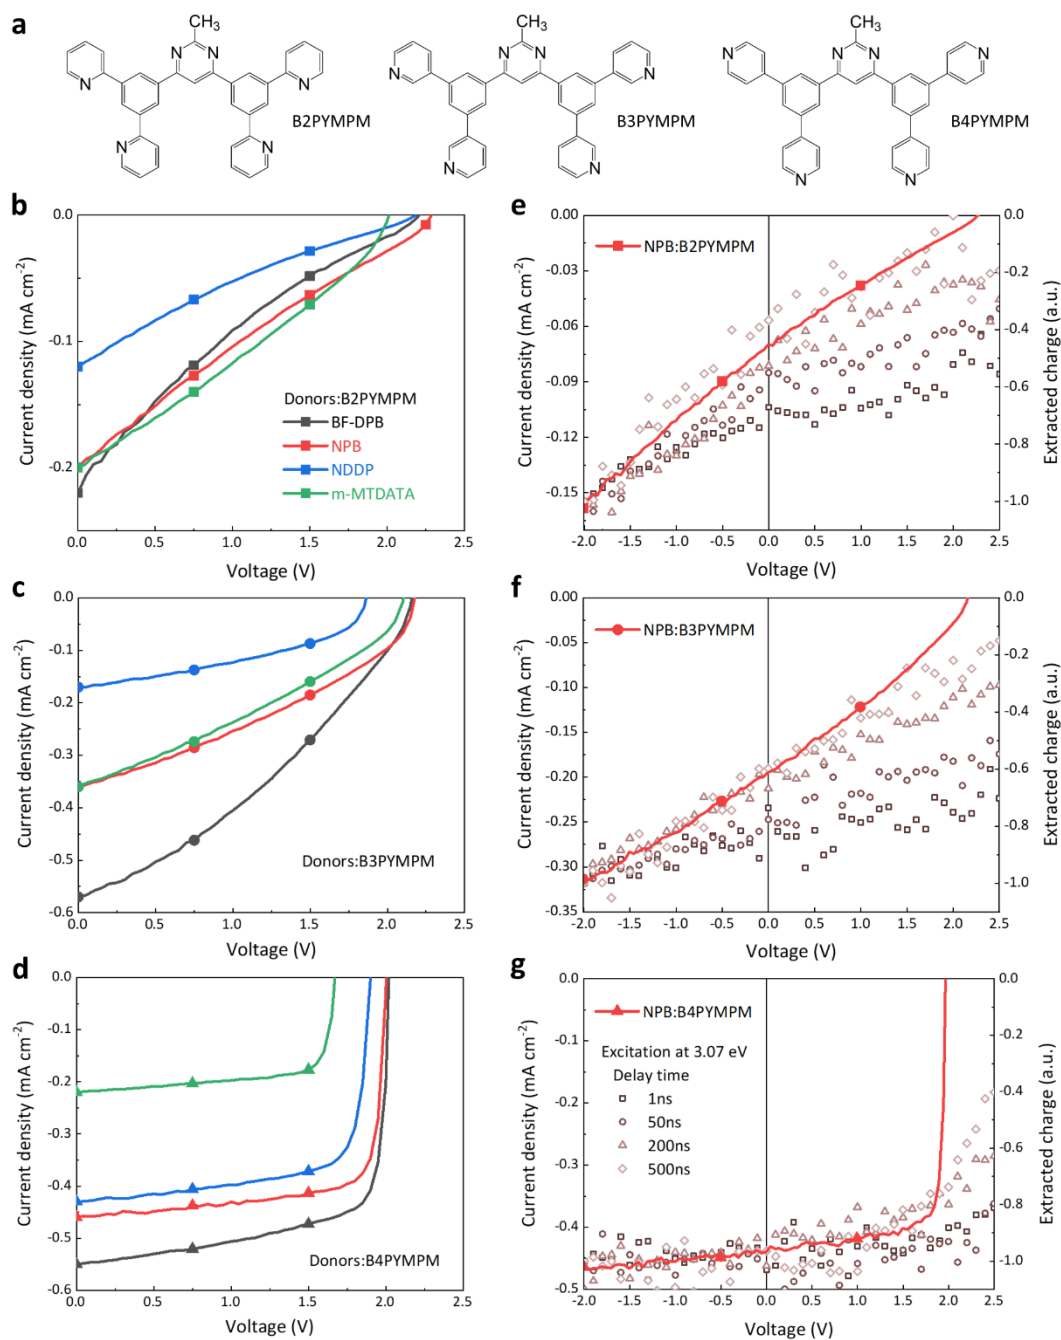 a
CH₃
N N
N N
N N
B2PYMPM
CH₃
N N
N N
N N
B3PYMPM
CH₃
N N
N N
N N
B4PYMPM
b
Current density (mA cm⁻²)
0.0
-0.1
-0.2
Donors:B2PYMPM
BF-DPB
NPB
NDDP
m-MTDATA
0.0 0.5 1.0 1.5 2.0 2.5
Voltage (V)
e
Current density (mA cm⁻²)
0.00
-0.03
-0.06
-0.09
-0.12
-0.15
NPB:B2PYMPM
0.0
-0.2
-0.4
-0.6
-0.8
-1.0
Extracted charge (a.u.)
-2.0 -1.5 -1.0 -0.5 0.0 0.5 1.0 1.5 2.0 2.5
Voltage (V)
c
Current density (mA cm⁻²)
0.0
-0.1
-0.2
-0.3
-0.4
-0.5
-0.6
Donors:B3PYMPM
0.0 0.5 1.0 1.5 2.0 2.5
Voltage (V)
f
Current density (mA cm⁻²)
0.00
-0.05
-0.10
-0.15
-0.20
-0.25
-0.30
-0.35
NPB:B3PYMPM
0.0
-0.2
-0.4
-0.6
-0.8
-1.0
Extracted charge (a.u.)
-2.0 -1.5 -1.0 -0.5 0.0 0.5 1.0 1.5 2.0 2.5
Voltage (V)
d
Current density (mA cm⁻²)
0.0
-0.1
-0.2
-0.3
-0.4
-0.5
-0.6
Donors:B4PYMPM
0.0 0.5 1.0 1.5 2.0 2.5
Voltage (V)
g
Current density (mA cm⁻²)
0.0
-0.1
-0.2
-0.3
-0.4
-0.5
NPB:B4PYMPM
Excitation at 3.07 eV
Delay time
1ns
50ns
200ns
500ns
0.0
-0.2
-0.4
-0.6
-0.8
-1.0
Extracted charge (a.u.)
-2.0 -1.5 -1.0 -0.5 0.0 0.5 1.0 1.5 2.0 2.5
Voltage (V)